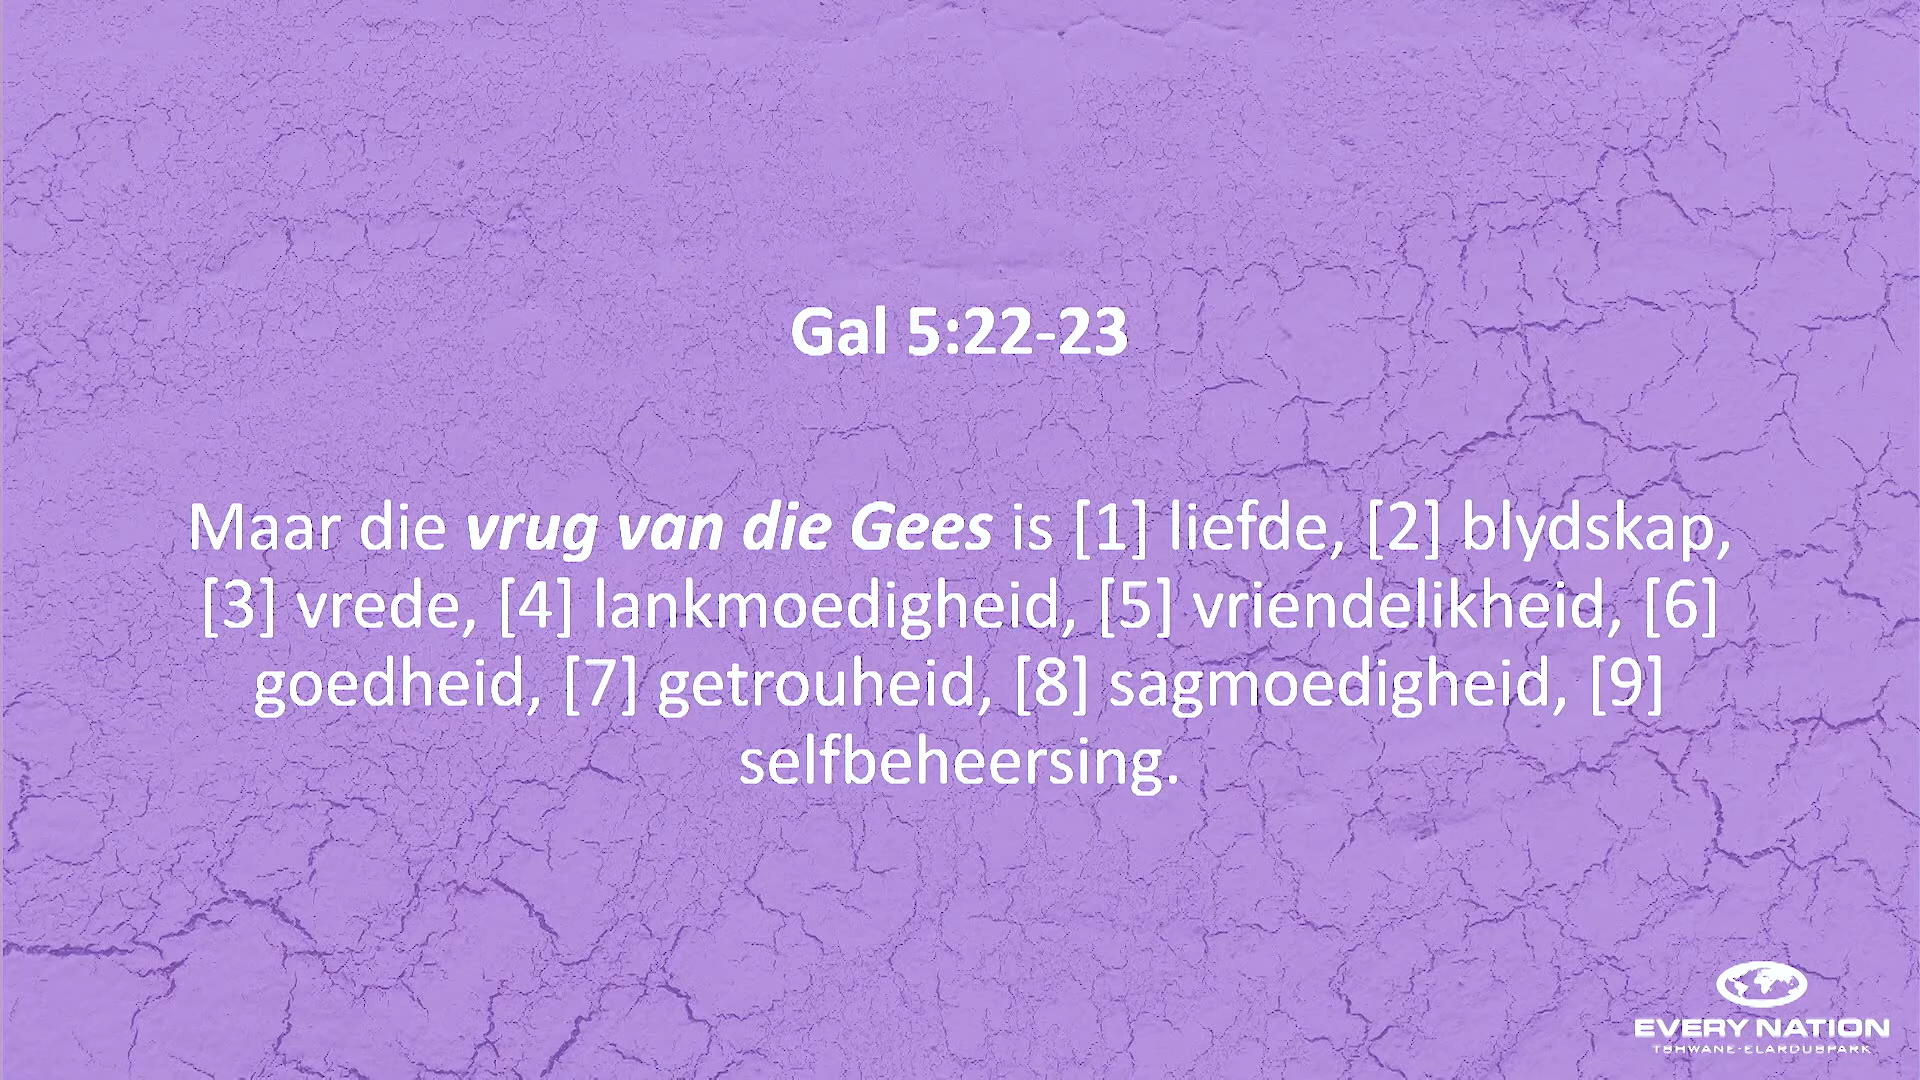 Gal 5:22-23
Maar die vrug van die Gees is [1] liefde, [2] blydskap,
[3] vrede, [4] lankmoedigheid, [5] vriendelikheid, [6]
goedheid, [7] getrouheid, [8] sagmoedigheid, [9]
selfbeheersing.
EVERY NATION
TSHWANE-ELARDUSPARK